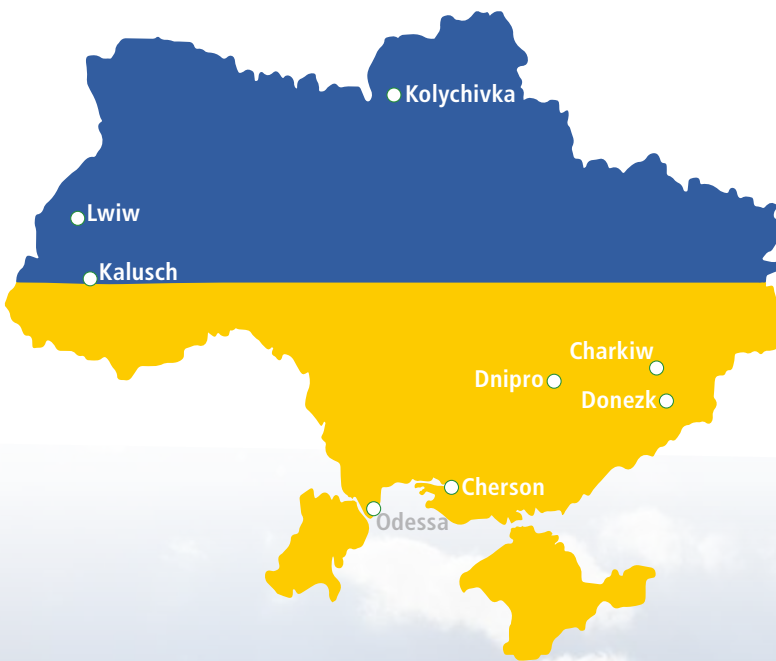 Kolychivka
Lwiw
Kalusch
Charkiw
Dnipro
Donezk
Cherson
Odessa